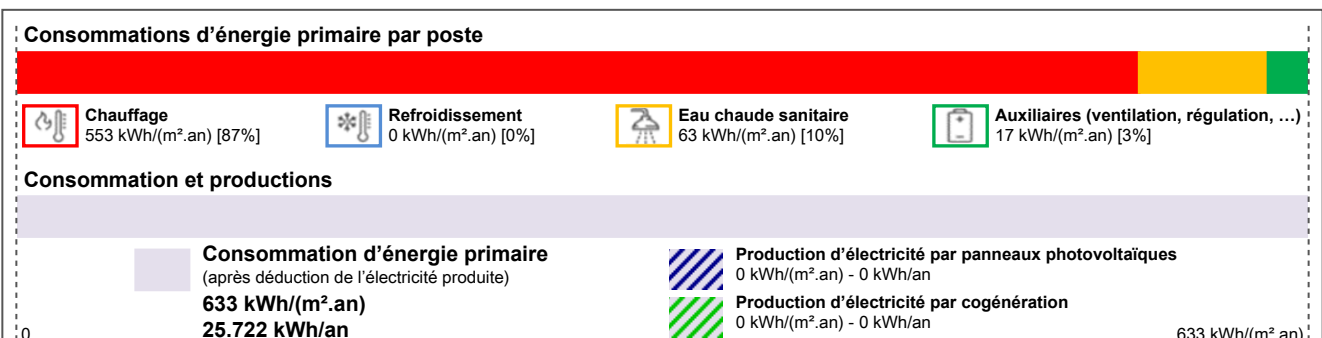 Consommations d'énergie primaire par poste
Chauffage
553 kWh/(m².an) [87%]
Refroidissement
0 kWh/(m².an) [0%]
Eau chaude sanitaire
63 kWh/(m².an) [10%]
Auxiliaires (ventilation, régulation, …)
17 kWh/(m².an) [3%]
Consommation et productions
Consommation d'énergie primaire
(après déduction de l'électricité produite)
633 kWh/(m².an)
25.722 kWh/an
Production d'électricité par panneaux photovoltaïques
0 kWh/(m².an) - 0 kWh/an
Production d'électricité par cogénération
0 kWh/(m².an) - 0 kWh/an
0
633 kWh/(m².an)